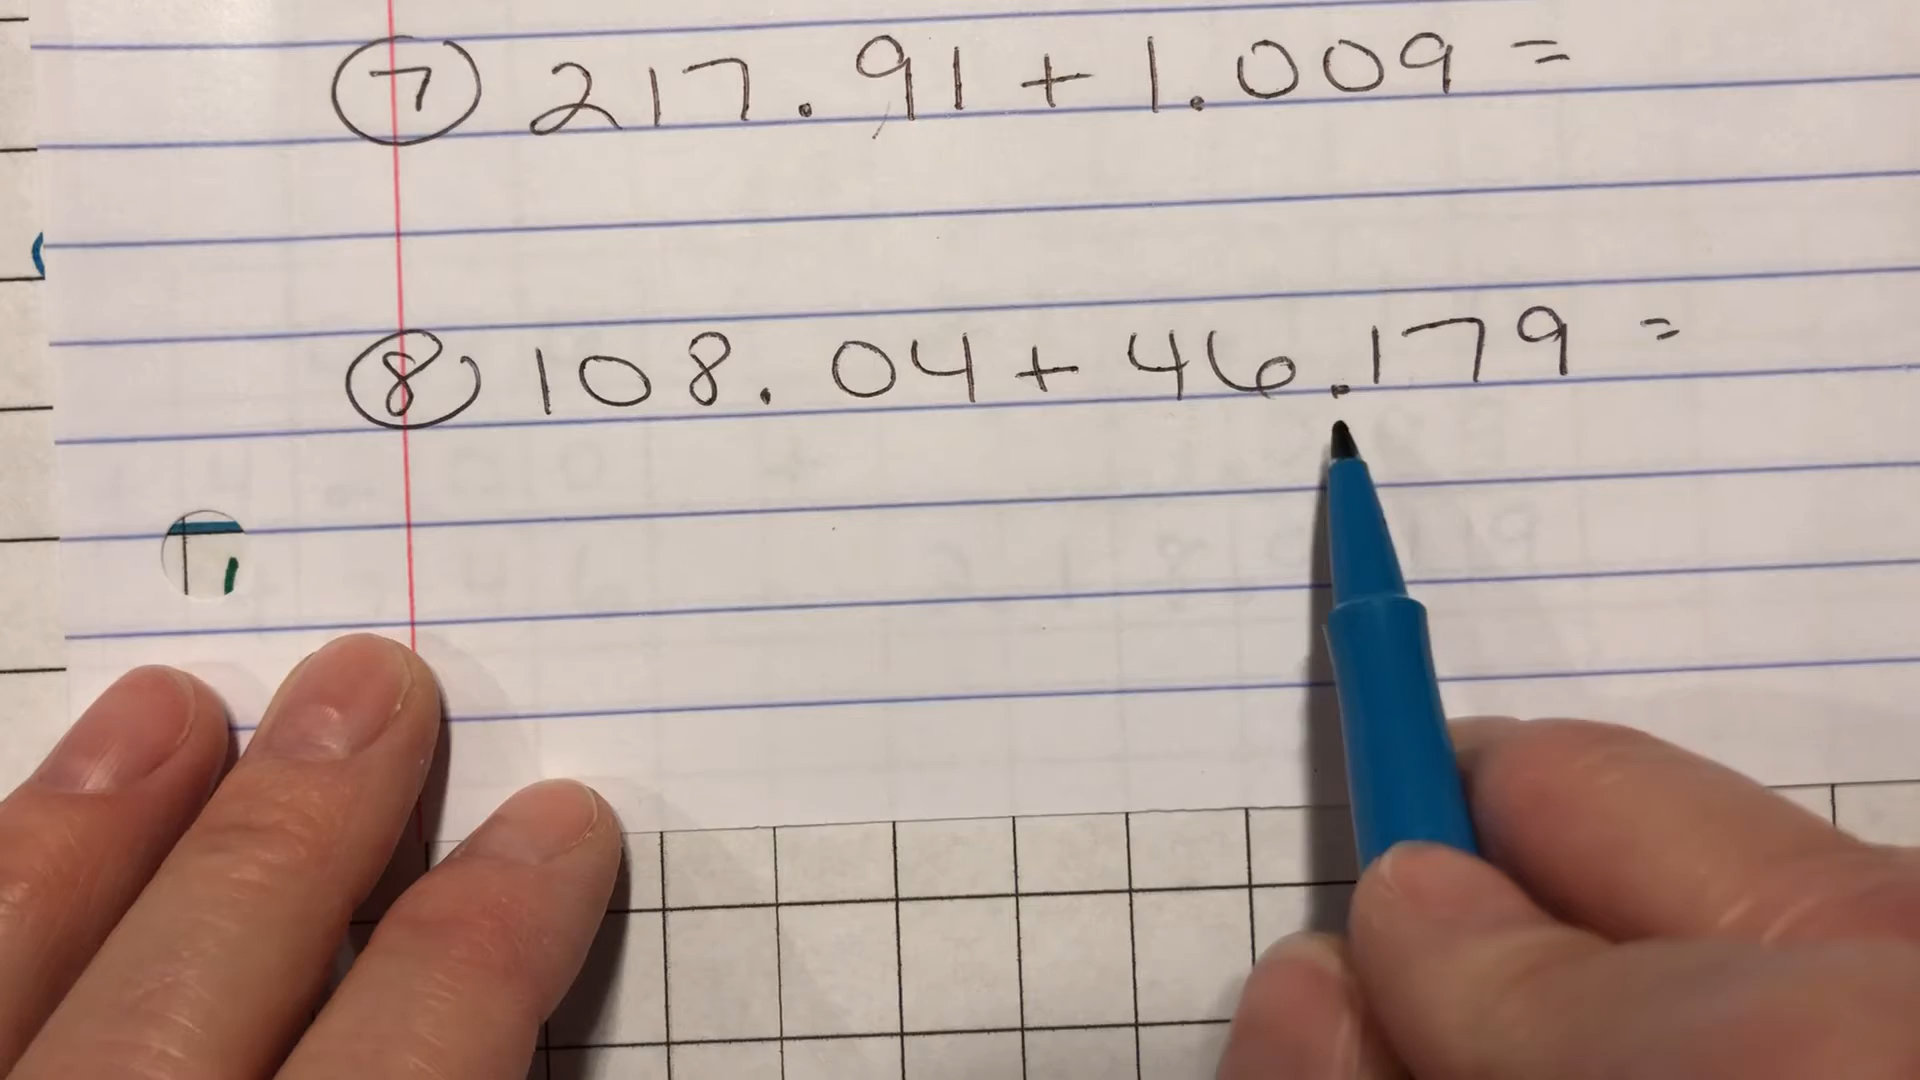 7 217.91 + 1.009 =
8 108.04 + 46.179 =